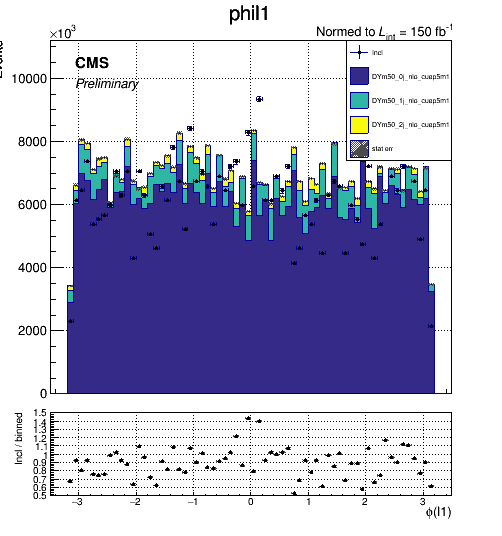 phil1
Normed to L_int = 150 fb⁻¹
×10³
Events
CMS
Preliminary
Incl
DYm50_0j_nlo_cuep5m1
DYm50_1j_nlo_cuep5m1
DYm50_2j_nlo_cuep5m1
stat err
10000
8000
6000
4000
2000
0
Incl / binned
1.5
1.4
1.3
1.2
1.1
1
0.9
0.8
0.7
0.6
0.5
−3 −2 −1 0 1 2 3
ϕ(l1)